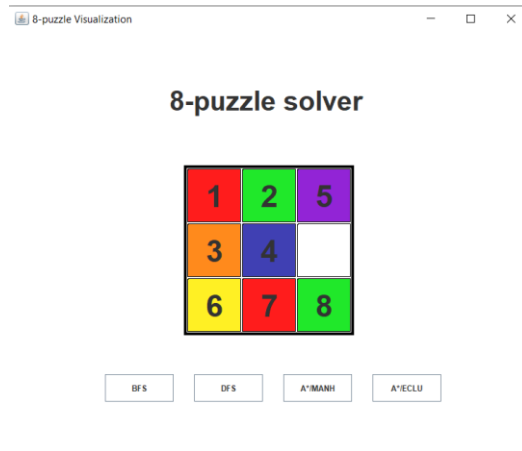 8-puzzle Visualization
8-puzzle solver
1 2 5
3 4
6 7 8
BFS DFS A*/MANH A*/ECLU